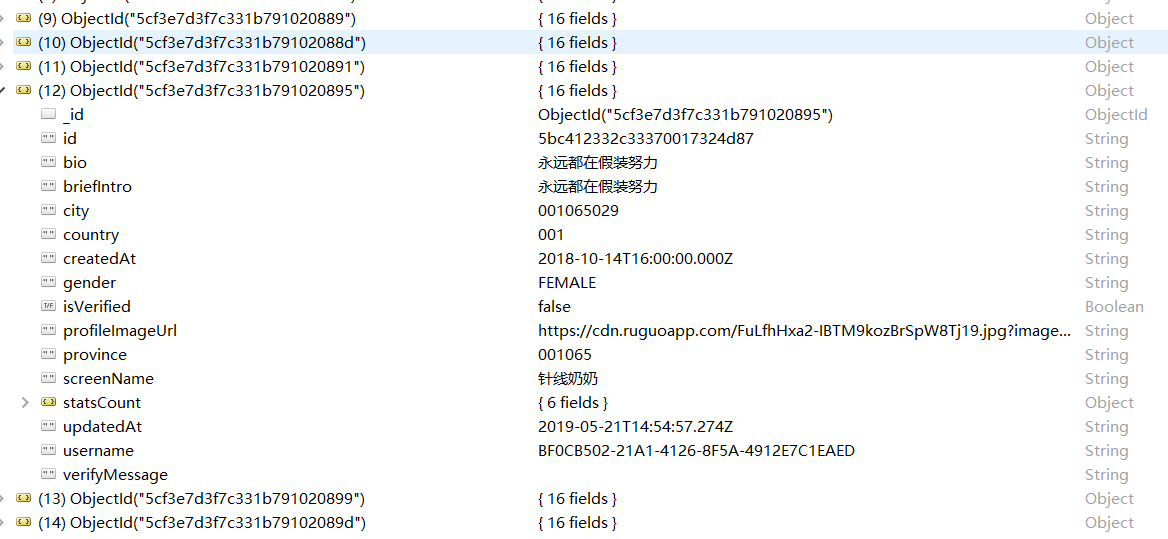 (9) ObjectId("5cf3e7d3f7c331b791020889") { 16 fields } Object
(10) ObjectId("5cf3e7d3f7c331b79102088d") { 16 fields } Object
(11) ObjectId("5cf3e7d3f7c331b791020891") { 16 fields } Object
(12) ObjectId("5cf3e7d3f7c331b791020895") { 16 fields } Object
_id ObjectId("5cf3e7d3f7c331b791020895") ObjectId
id 5bc412332c33370017324d87 String
bio 永远都在假装努力 String
briefIntro 永远都在假装努力 String
city 001065029 String
country 001 String
createdAt 2018-10-14T16:00:00.000Z String
gender FEMALE String
isVerified false Boolean
profileImageUrl https://cdn.ruguoapp.com/FuLfhHxa2-IBTM9kozBrSpW8Tj19.jpg?image... String
province 001065 String
screenName 针线奶奶 String
statsCount { 6 fields } Object
updatedAt 2019-05-21T14:54:57.274Z String
username BF0CB502-21A1-4126-8F5A-4912E7C1EAED String
verifyMessage String
(13) ObjectId("5cf3e7d3f7c331b791020899") { 16 fields } Object
(14) ObjectId("5cf3e7d3f7c331b79102089d") { 16 fields } Object